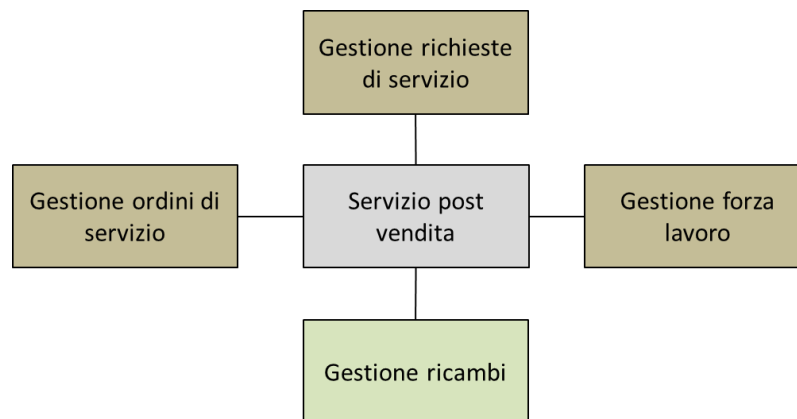 Gestione richieste
di servizio
Gestione ordini di
servizio
Servizio post
vendita
Gestione forza
lavoro
Gestione ricambi